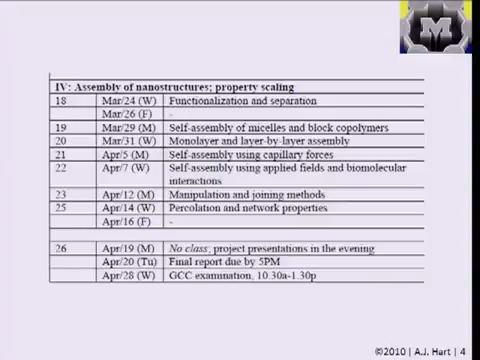 M
IV: Assembly of nanostructures; property scaling
18 Mar/24 (W) Functionalization and separation
Mar/26 (F) -
19 Mar/29 (M) Self-assembly of micelles and block copolymers
20 Mar/31 (W) Monolayer and layer-by-layer assembly
21 Apr/5 (M) Self-assembly using capillary forces
22 Apr/7 (W) Self-assembly using applied fields and biomolecular
interactions
23 Apr/12 (M) Manipulation and joining methods
25 Apr/14 (W) Percolation and network properties
Apr/16 (F) -
26 Apr/19 (M) No class; project presentations in the evening
Apr/20 (Tu) Final report due by 5PM
Apr/28 (W) GCC examination, 10.30a-1.30p
©2010 | A.J. Hart | 4